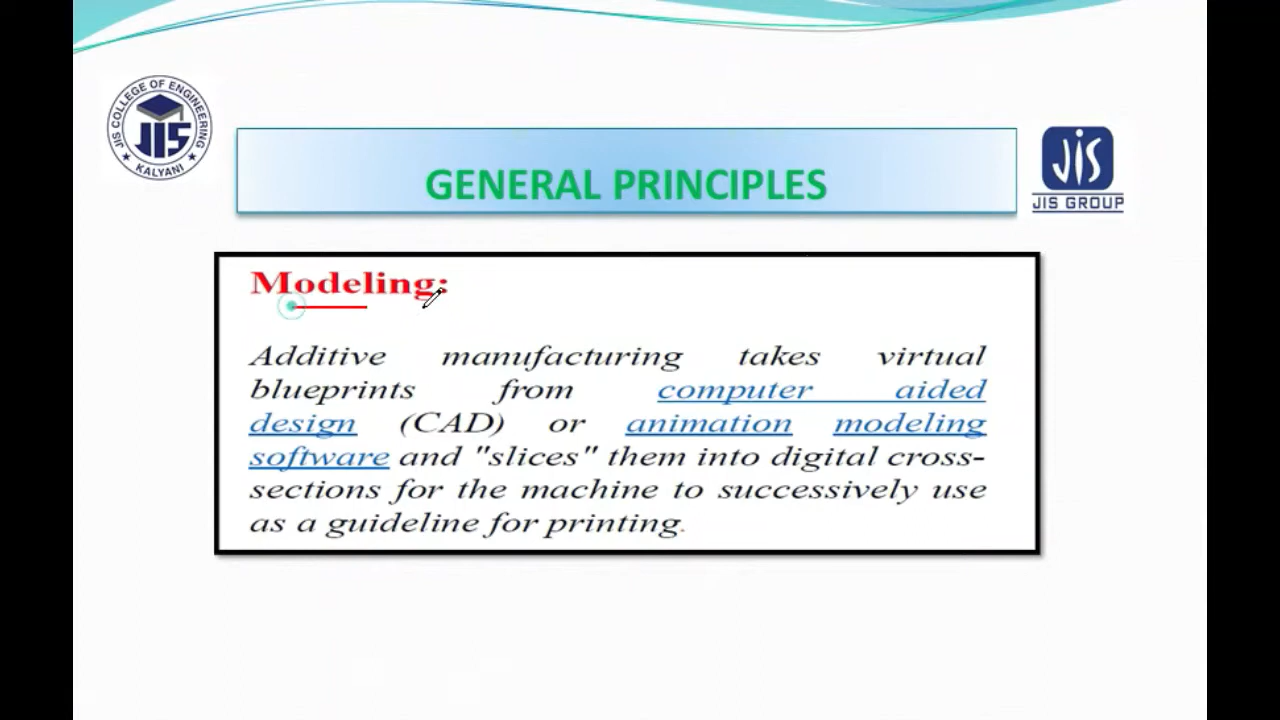 JIS COLLEGE OF ENGINEERING
JIS
KALYANI
GENERAL PRINCIPLES
JIS
JIS GROUP
Modeling:
Additive manufacturing takes virtual
blueprints from computer aided
design (CAD) or animation modeling
software and "slices" them into digital cross-
sections for the machine to successively use
as a guideline for printing.